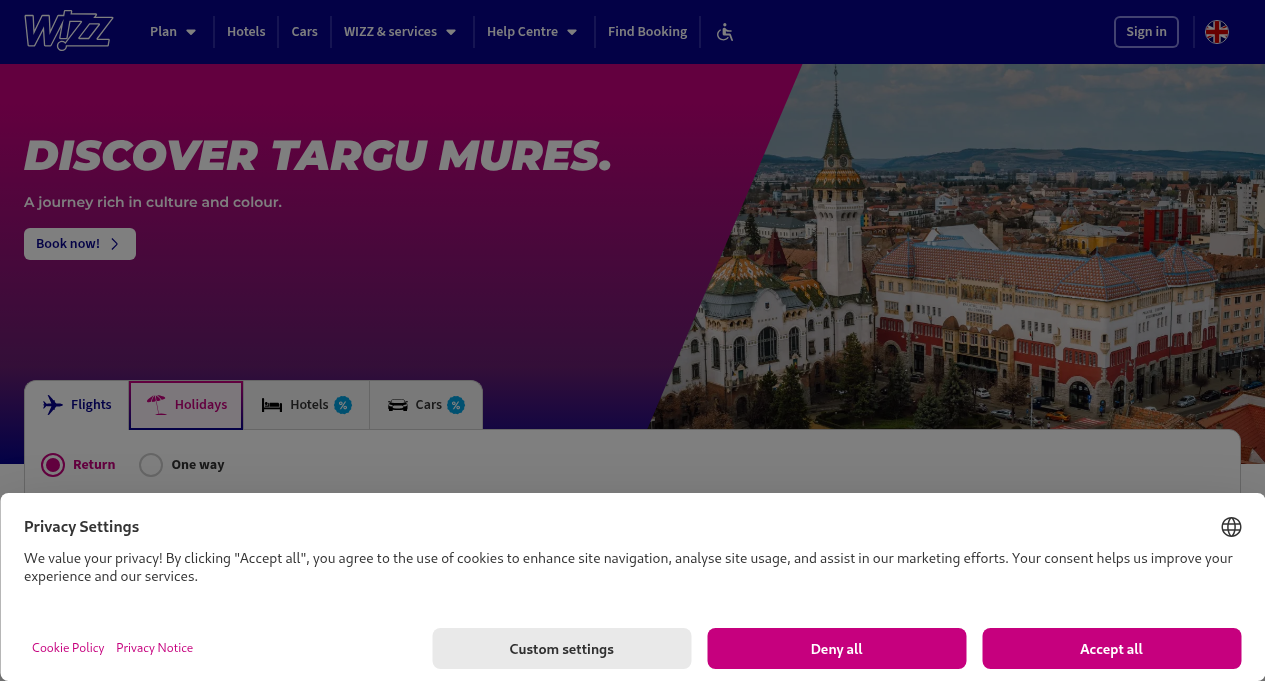 WIZZ
Plan
Hotels
Cars
WIZZ & services
Help Centre
Find Booking
Sign in
DISCOVER TARGU MURES.
A journey rich in culture and colour.
Book now!
Flights
Holidays
Hotels %
Cars %
Return
One way
Privacy Settings
We value your privacy! By clicking "Accept all", you agree to the use of cookies to enhance site navigation, analyse site usage, and assist in our marketing efforts. Your consent helps us improve your
experience and our services.
Cookie Policy
Privacy Notice
Custom settings
Deny all
Accept all